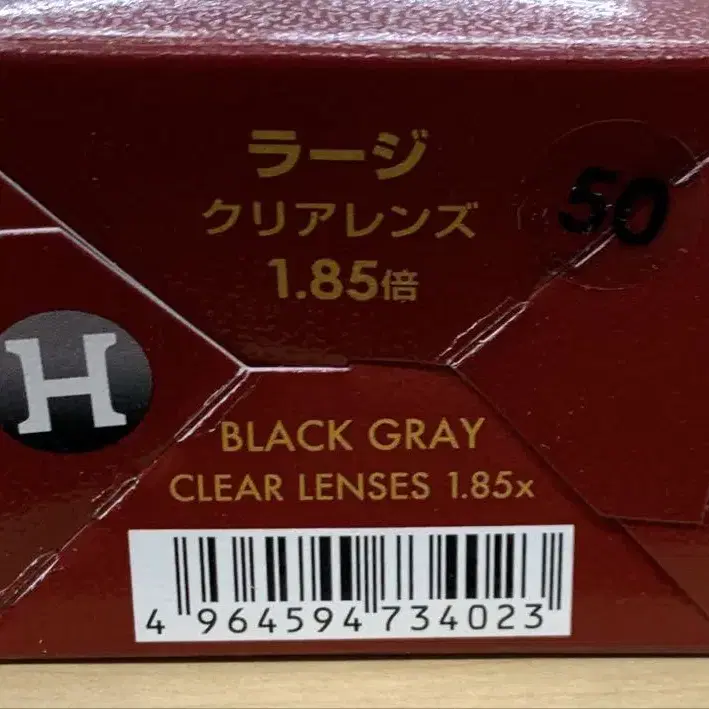 ラージ
クリアレンズ
1.85倍
50
H
BLACK GRAY
CLEAR LENSES 1.85x
4 964594 734023